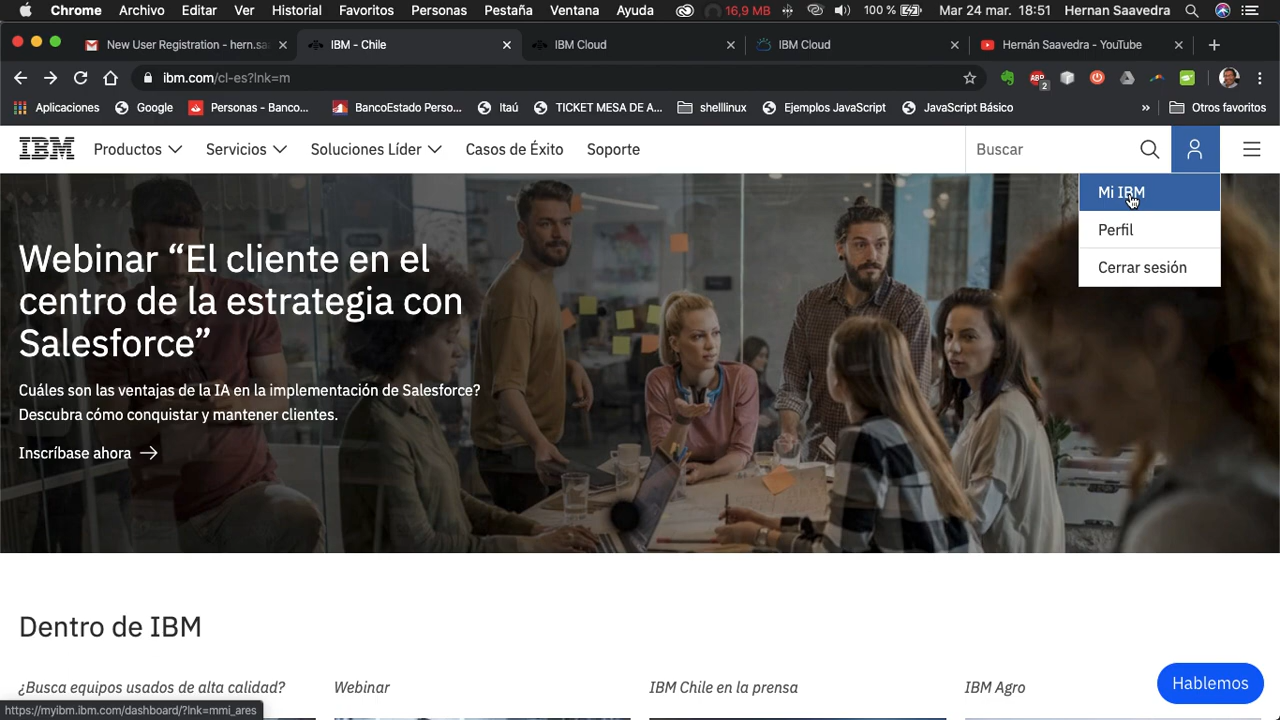 Chrome Archivo Editar Ver Historial Favoritos Personas Pestaña Ventana Ayuda 16,9 MB 100 % Mar 24 mar. 18:51 Hernan Saavedra
New User Registration - hern.sa
IBM - Chile
IBM Cloud
IBM Cloud
Hernán Saavedra - YouTube
ibm.com/cl-es?lnk=m
ABP
2
Aplicaciones Google Personas - Banco... BancoEstado Perso... Itaú TICKET MESA DE A... shelllinux Ejemplos JavaScript JavaScript Básico » Otros favoritos
IBM Productos Servicios Soluciones Líder Casos de Éxito Soporte Buscar
Mi IBM
Perfil
Cerrar sesión
Webinar “El cliente en el
centro de la estrategia con
Salesforce”
Cuáles son las ventajas de la IA en la implementación de Salesforce?
Descubra cómo conquistar y mantener clientes.
Inscríbase ahora →
Dentro de IBM
¿Busca equipos usados de alta calidad?
Webinar
IBM Chile en la prensa
IBM Agro
Hablemos
https://myibm.ibm.com/dashboard/?lnk=mmi_ares